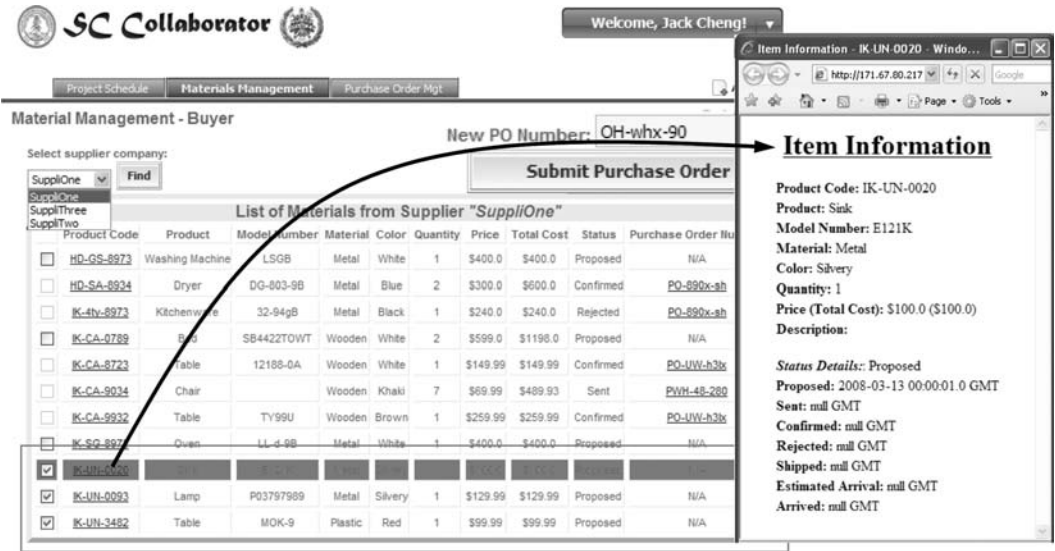 SC Collaborator
Welcome, Jack Cheng!
Project Schedule Materials Management Purchase Order Mgt
Material Management - Buyer
New PO Number: OH-whx-90
Select supplier company:
SuppliOne Find
Submit Purchase Order
SuppliOne
SuppliThree
SuppliTwo
List of Materials from Supplier "SuppliOne"
Product Code Product Model Number Material Color Quantity Price Total Cost Status Purchase Order Nu
HD-GS-8973 Washing Machine LSGB Metal White 1 $400.0 $400.0 Proposed N/A
HD-SA-8934 Dryer DG-803-9B Metal Blue 2 $300.0 $600.0 Confirmed PO-890x-sh
IK-4ty-8973 Kitchenware 32-94gB Metal Black 1 $240.0 $240.0 Rejected PO-890x-sh
IK-CA-0789 SB4422TOWT Wooden White 2 $599.0 $1198.0 Proposed N/A
IK-CA-8723 Table 12188-0A Wooden White 1 $149.99 $149.99 Confirmed PO-UW-h3lx
IK-CA-9034 Chair Wooden Khaki 7 $69.99 $489.93 Sent PWH-48-280
IK-CA-9932 Table TY99U Wooden Brown 1 $259.99 $259.99 Confirmed PO-UW-h3lx
Oven LL-d-9B Metal White 1 $400.0 $400.0 Proposed N/A
IK-UN-0020
IK-UN-0093 Lamp P03797989 Metal Silvery 1 $129.99 $129.99 Proposed N/A
IK-UN-3482 Table MOK-9 Plastic Red 1 $99.99 $99.99 Proposed N/A
Item Information - IK-UN-0020 - Windo...
http://171.67.80.217 Google
Page Tools
Item Information
Product Code: IK-UN-0020
Product: Sink
Model Number: E121K
Material: Metal
Color: Silvery
Quantity: 1
Price (Total Cost): $100.0 ($100.0)
Description:
Status Details: Proposed
Proposed: 2008-03-13 00:00:01.0 GMT
Sent: null GMT
Confirmed: null GMT
Rejected: null GMT
Shipped: null GMT
Estimated Arrival: null GMT
Arrived: null GMT